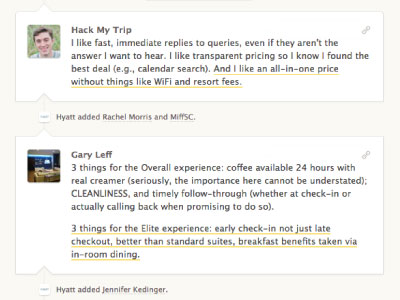 Hack My Trip
I like fast, immediate replies to queries, even if they aren't the
answer I want to hear. I like transparent pricing so I know I found the
best deal (e.g., calendar search). And I like an all-in-one price
without things like WiFi and resort fees.
Hyatt added Rachel Morris and MiffSC.
Gary Leff
3 things for the Overall experience: coffee available 24 hours with
real creamer (seriously, the importance here cannot be understated);
CLEANLINESS, and timely follow-through (whether at check-in or
actually calling back when promising to do so).
3 things for the Elite experience: early check-in not just late
checkout, better than standard suites, breakfast benefits taken via
in-room dining.
Hyatt added Jennifer Kedinger.